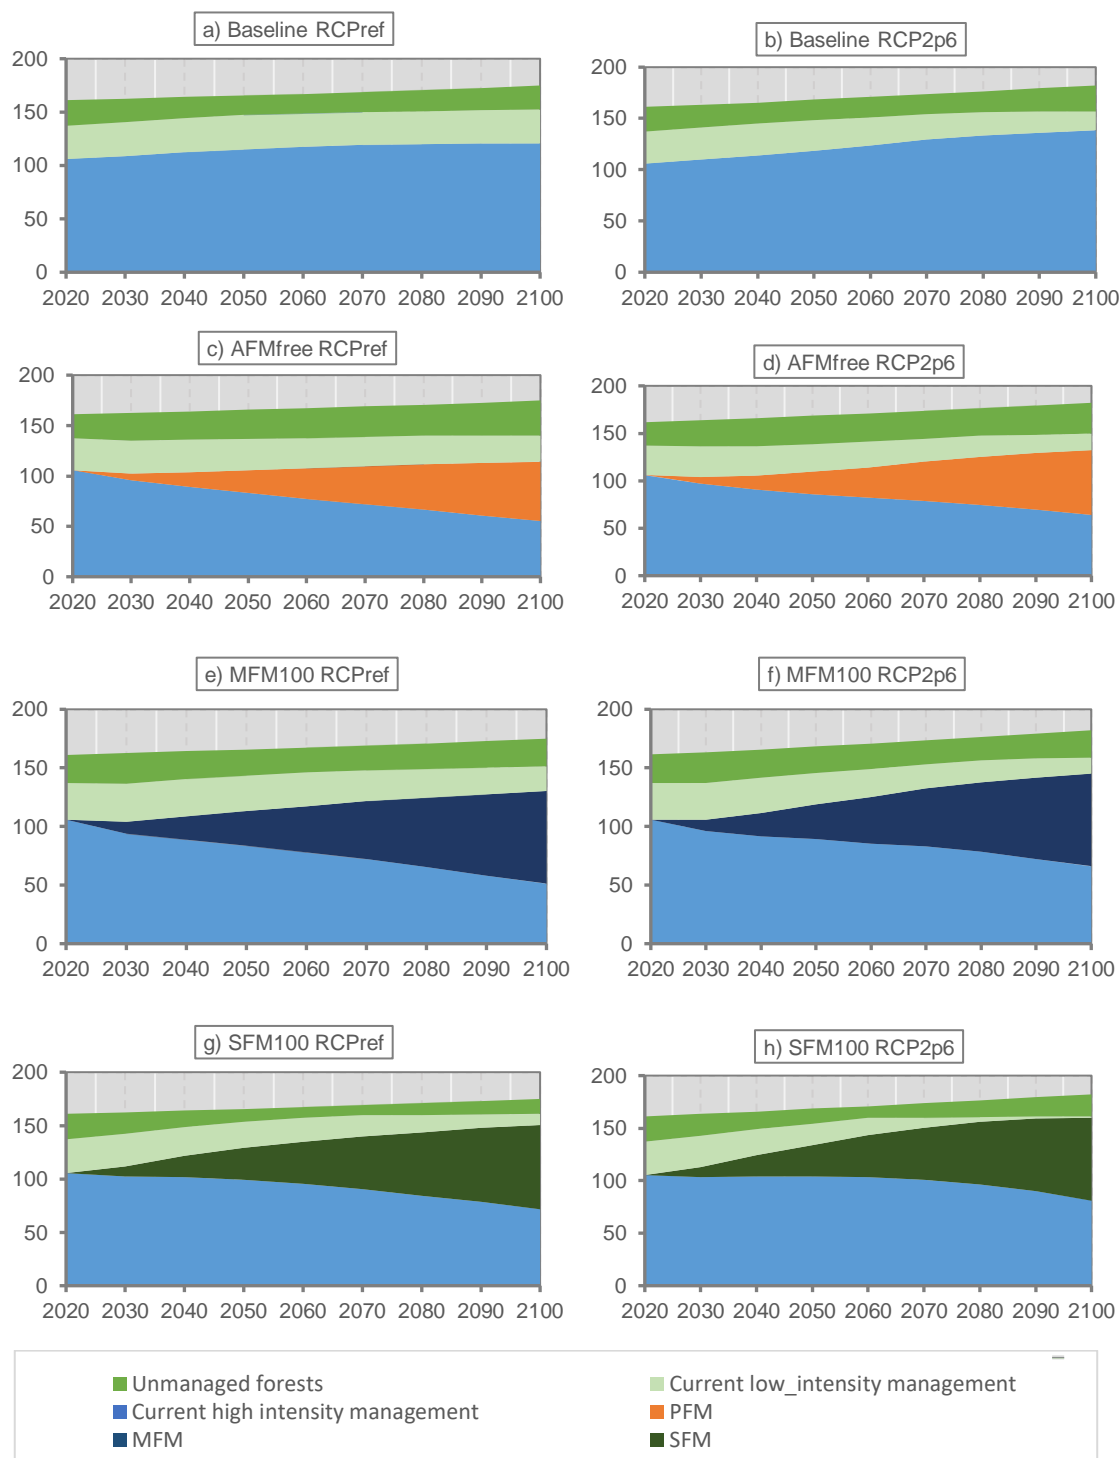 a) Baseline RCPref
200
150
100
50
0
2020 2030 2040 2050 2060 2070 2080 2090 2100
b) Baseline RCP2p6
200
150
100
50
0
2020 2030 2040 2050 2060 2070 2080 2090 2100
c) AFMfree RCPref
200
150
100
50
0
2020 2030 2040 2050 2060 2070 2080 2090 2100
d) AFMfree RCP2p6
200
150
100
50
0
2020 2030 2040 2050 2060 2070 2080 2090 2100
e) MFM100 RCPref
200
150
100
50
0
2020 2030 2040 2050 2060 2070 2080 2090 2100
f) MFM100 RCP2p6
200
150
100
50
0
2020 2030 2040 2050 2060 2070 2080 2090 2100
g) SFM100 RCPref
200
150
100
50
0
2020 2030 2040 2050 2060 2070 2080 2090 2100
h) SFM100 RCP2p6
200
150
100
50
0
2020 2030 2040 2050 2060 2070 2080 2090 2100
Unmanaged forests
Current low_intensity management
Current high intensity management
PFM
MFM
SFM